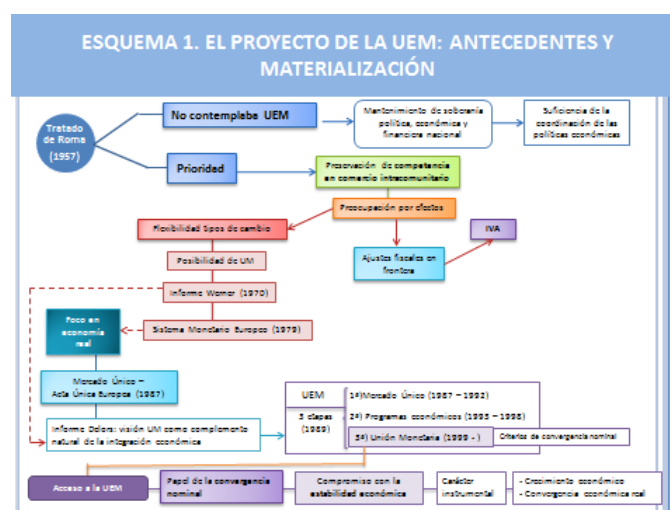 ESQUEMA 1. EL PROYECTO DE LA UEM: ANTECEDENTES Y
MATERIALIZACIÓN
Tratado
de Roma
(1957)
No contemplaba UEM
Mantenimiento de soberanía
política, económica y
financiera nacional
Suficiencia de la
coordinación de las
políticas económicas
Prioridad
Preservación de competencia
en comercio intracomunitario
Preocupación por efectos
Flexibilidad tipos de cambio
IVA
Ajustes fiscales en
frontera
Posibilidad de UM
Informe Werner (1970)
Sistema Monetario Europeo (1979)
Foco en
economía
real
Mercado Único –
Acta Única Europea (1987)
Informe Delors: visión UM como complemento
natural de la integración económica
UEM
3 etapas
(1989)
1ª)Mercado Único (1987 – 1992)
2ª) Programas económicos (1993 – 1998)
3ª) Unión Monetaria (1999 - )
Criterios de convergencia nominal
Acceso a la UEM
Papel de la convergencia
nominal
Compromiso con la
estabilidad económica
Carácter
instrumental
- Crecimiento económico
- Convergencia económica real